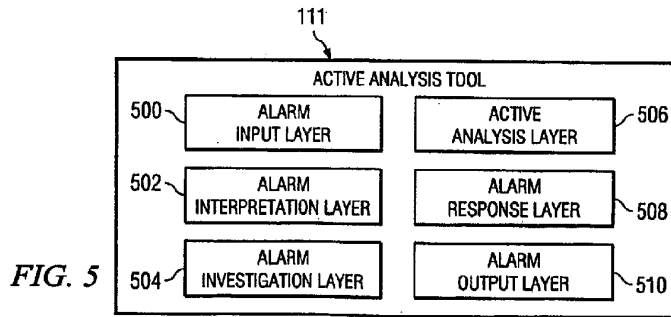 111
ACTIVE ANALYSIS TOOL
500
ALARM
INPUT LAYER
ACTIVE
ANALYSIS LAYER
506
502
ALARM
INTERPRETATION LAYER
ALARM
RESPONSE LAYER
508
504
ALARM
INVESTIGATION LAYER
ALARM
OUTPUT LAYER
510
FIG. 5